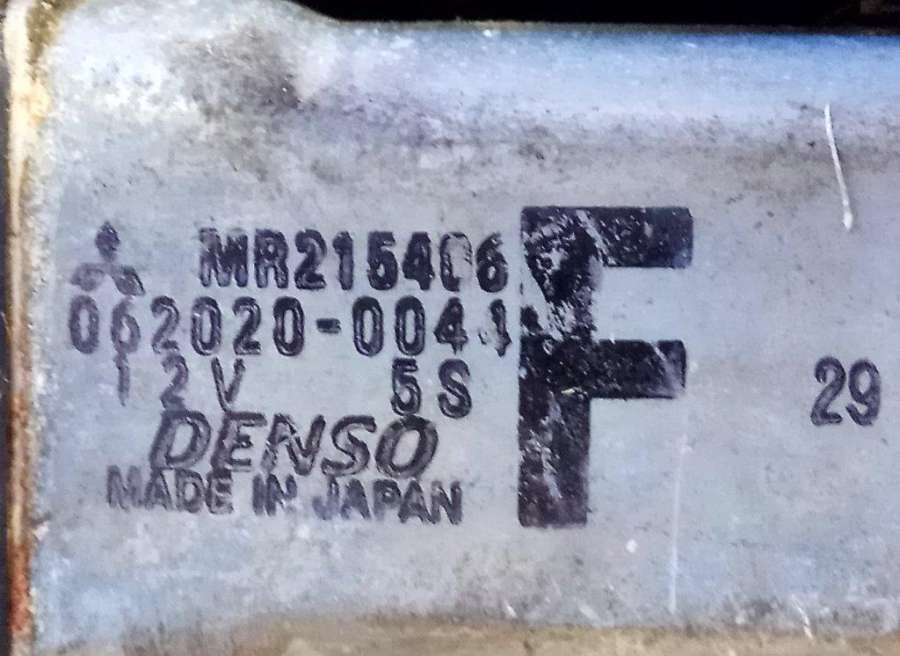 MR215406
062020-0041
12V 5S
DENSO
MADE IN JAPAN
F
29